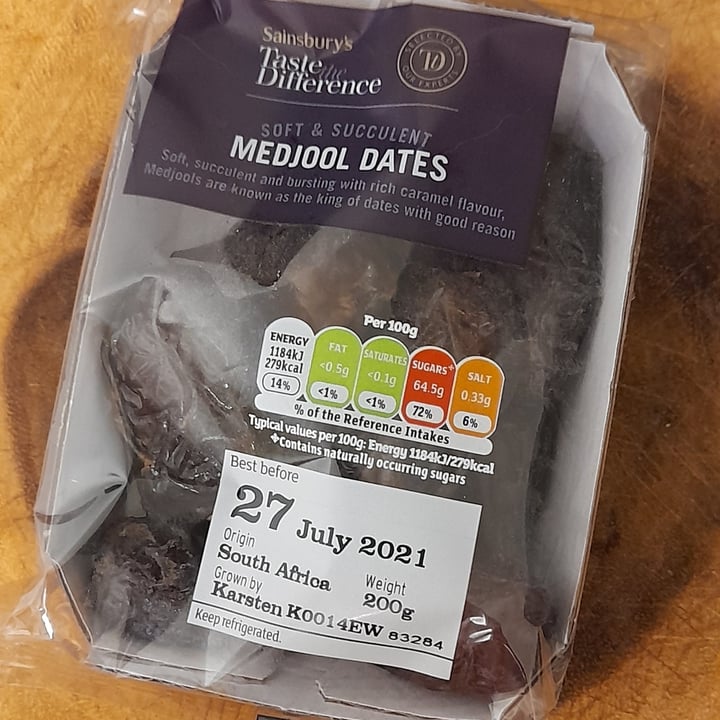 Sainsbury's
Taste the
Difference
SELECTED BY
OUR EXPERTS
TD
SOFT & SUCCULENT
MEDJOOL DATES
Soft, succulent and bursting with rich caramel flavour,
Medjools are known as the king of dates with good reason
Per 100g
ENERGY FAT SATURATES SUGARS+ SALT
1184kJ
279kcal <0.5g <0.1g 64.5g 0.33g
14% <1% <1% 72% 6%
% of the Reference Intakes
Typical values per 100g: Energy 1184kJ/279kcal
+Contains naturally occurring sugars
Best before
27 July 2021
Origin
South Africa Weight
Grown by 200g
Karsten K0014EW 83284
Keep refrigerated.